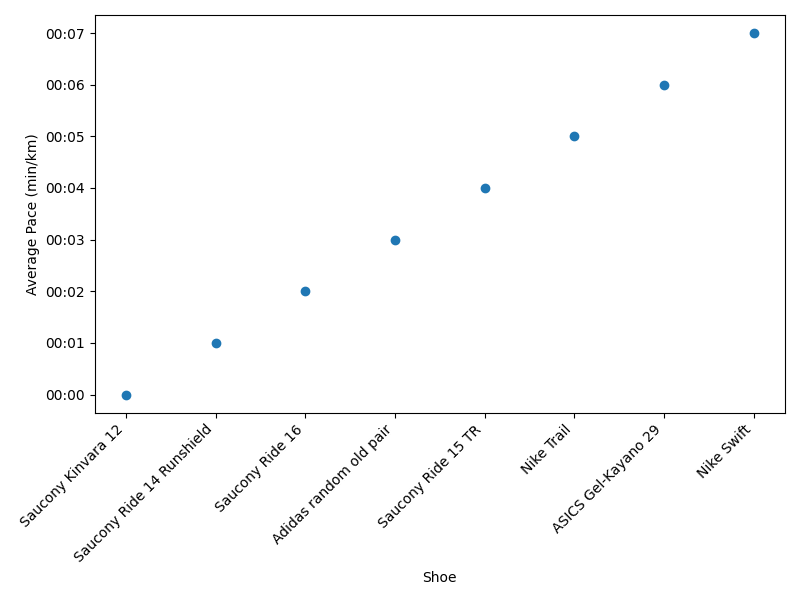 00:07
00:06
00:05
00:04
00:03
00:02
00:01
00:00
Average Pace (min/km)
Saucony Kinvara 12
Saucony Ride 14 Runshield
Saucony Ride 16
Adidas random old pair
Saucony Ride 15 TR
Nike Trail
ASICS Gel-Kayano 29
Nike Swift
Shoe